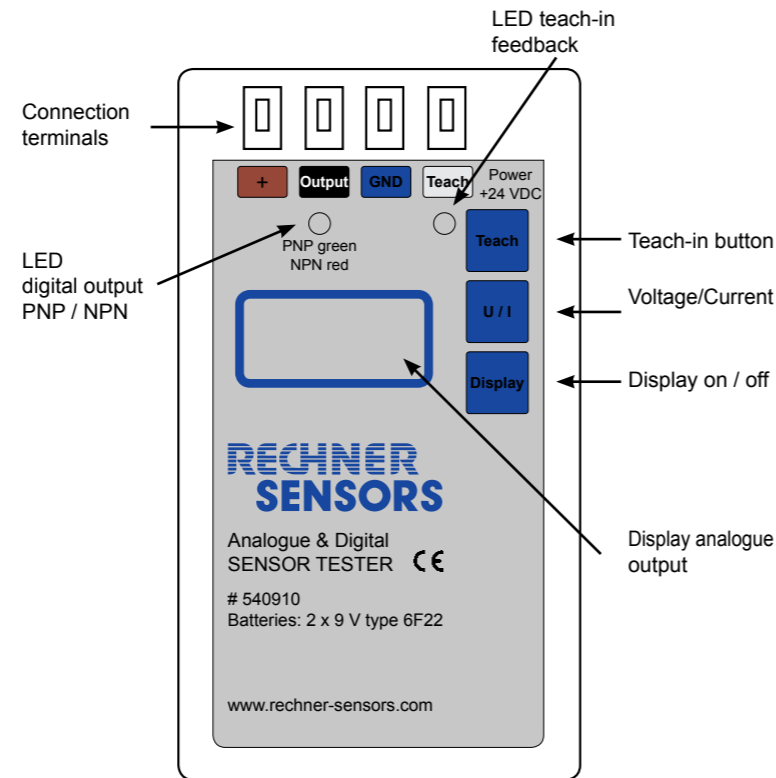 LED teach-in
feedback
Connection
terminals
+
Output
GND
Teach
Power
+24 VDC
PNP green
NPN red
Teach
Teach-in button
LED
digital output
PNP / NPN
U / I
Voltage/Current
Display
Display on / off
RECHNER
SENSORS
Analogue & Digital
SENSOR TESTER CE
Display analogue
output
# 540910
Batteries: 2 x 9 V type 6F22
www.rechner-sensors.com